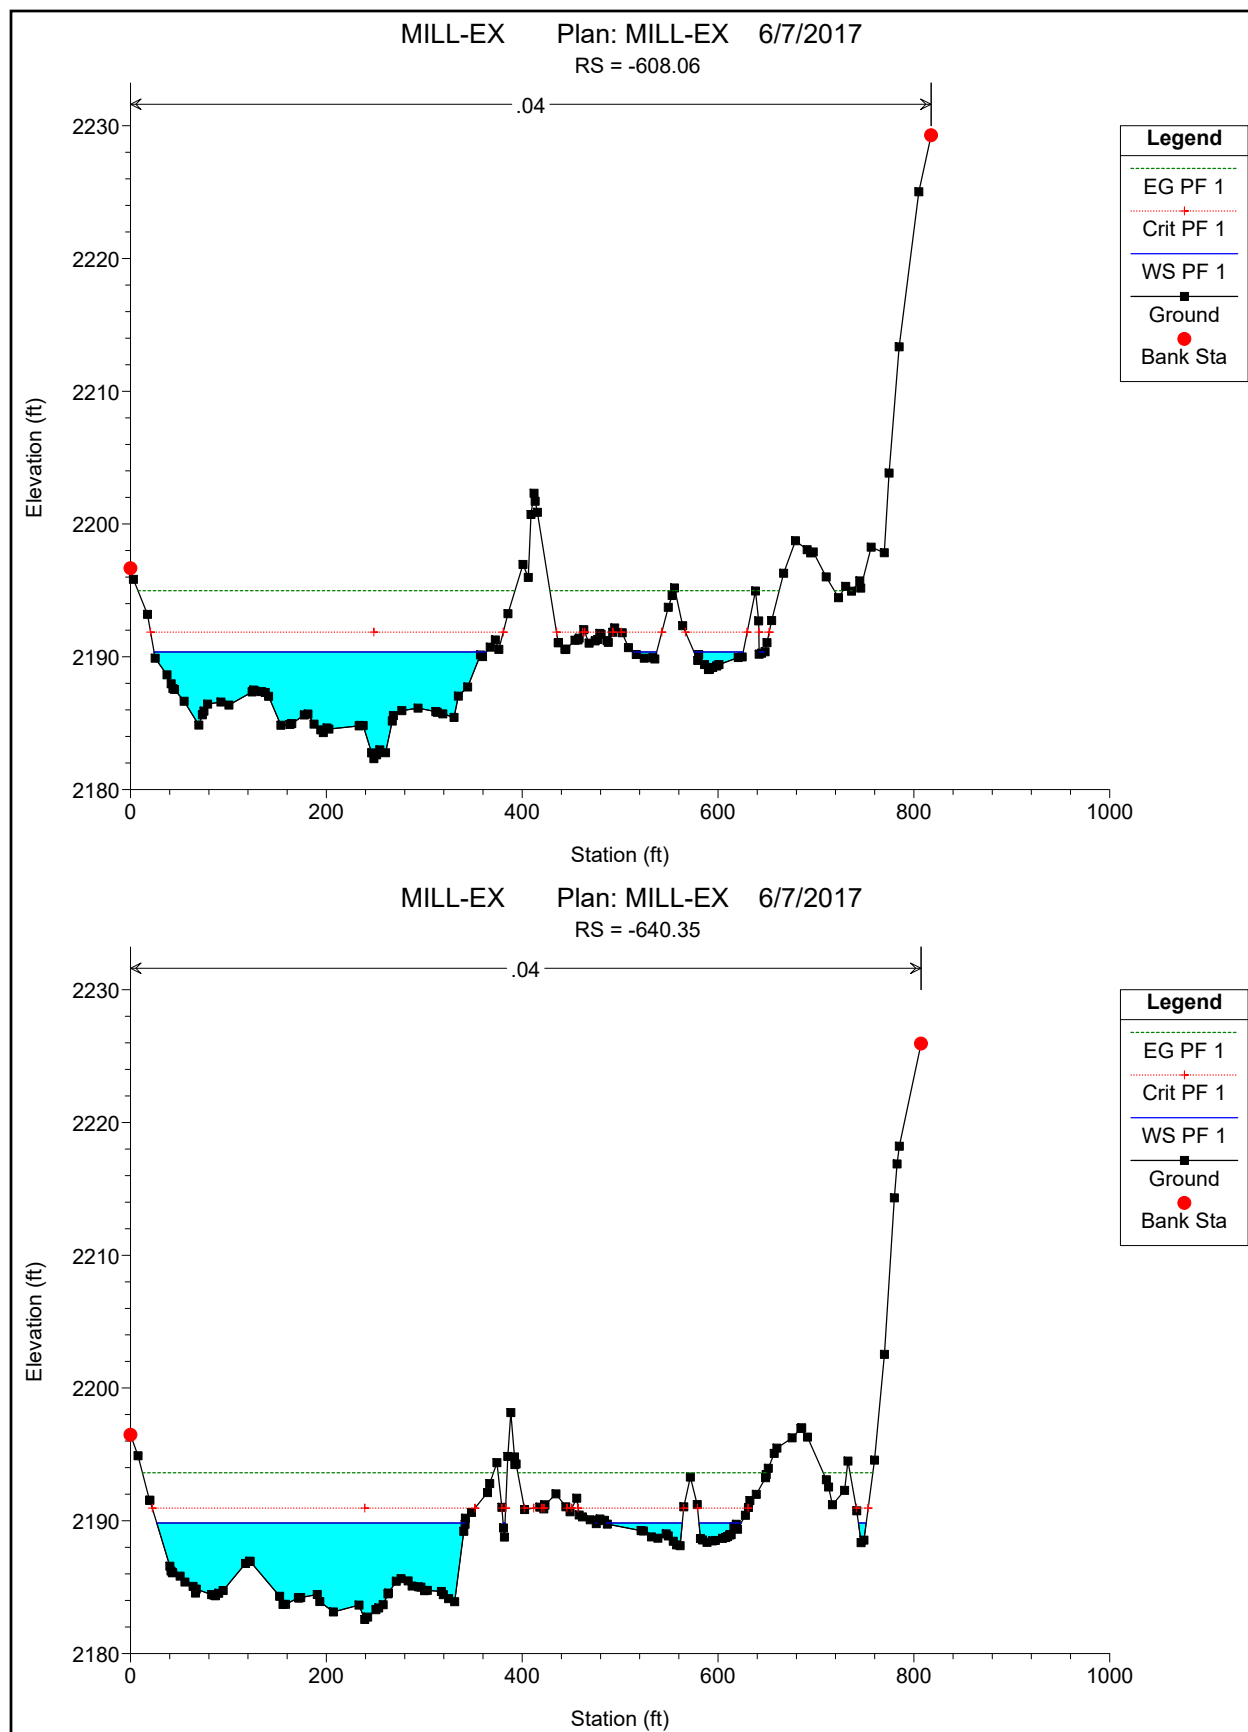 MILL-EX Plan: MILL-EX 6/7/2017
RS = -608.06
.04
2230
2220
2210
2200
2190
2180
Elevation (ft)
0 200 400 600 800 1000
Station (ft)
Legend
EG PF 1
Crit PF 1
WS PF 1
Ground
Bank Sta
MILL-EX Plan: MILL-EX 6/7/2017
RS = -640.35
.04
2230
2220
2210
2200
2190
2180
Elevation (ft)
0 200 400 600 800 1000
Station (ft)
Legend
EG PF 1
Crit PF 1
WS PF 1
Ground
Bank Sta